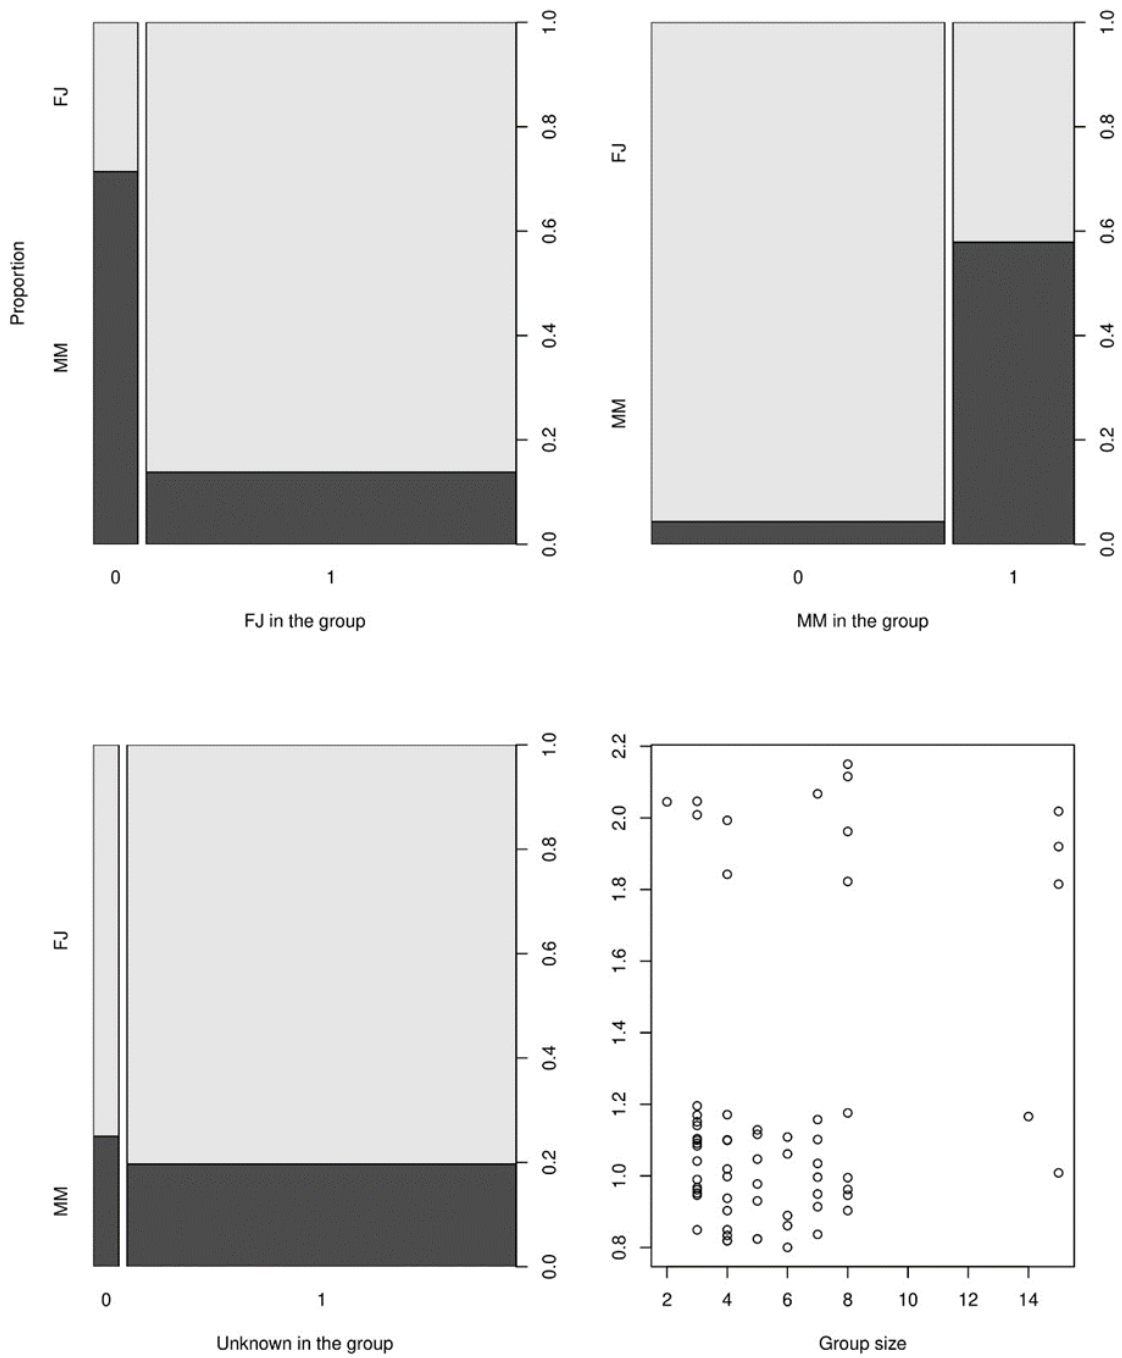 Proportion
FJ
MM
0.0 0.2 0.4 0.6 0.8 1.0
0 1
FJ in the group
FJ
MM
0.0 0.2 0.4 0.6 0.8 1.0
0 1
MM in the group
FJ
MM
0.0 0.2 0.4 0.6 0.8 1.0
0 1
Unknown in the group
0.8 1.0 1.2 1.4 1.6 1.8 2.0 2.2
2 4 6 8 10 12 14
Group size